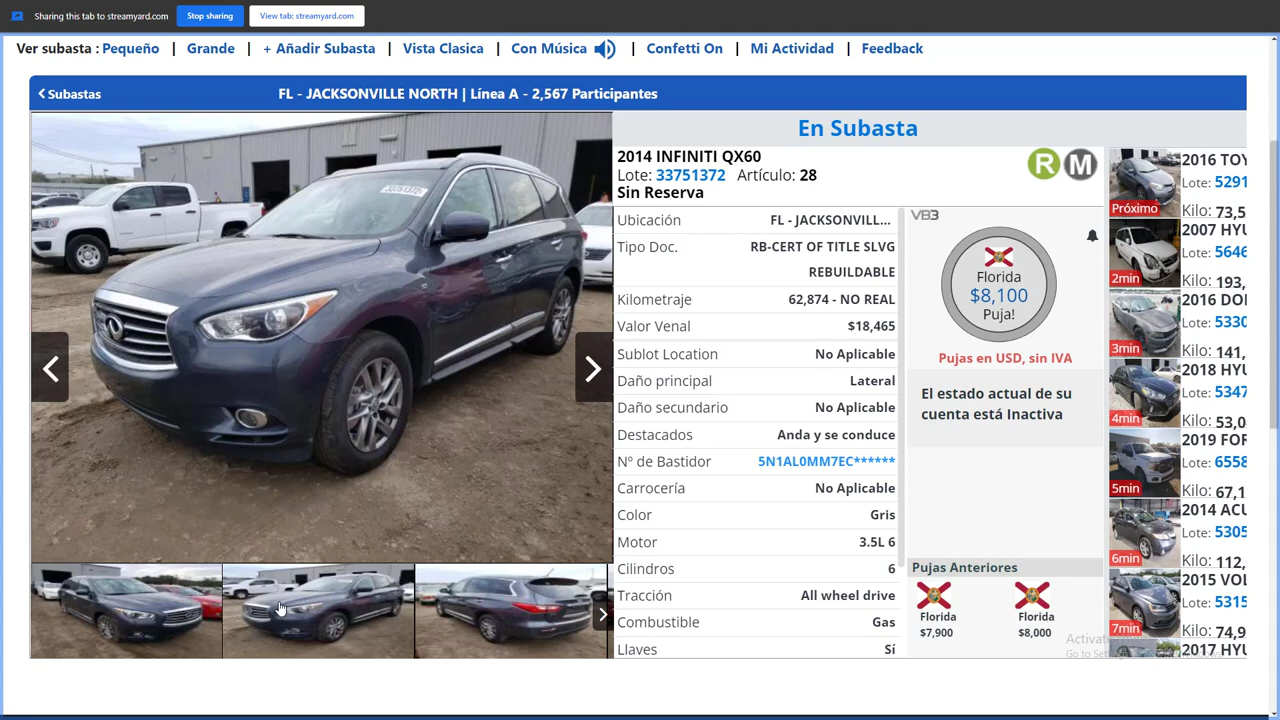 Sharing this tab to streamyard.com Stop sharing View tab: streamyard.com
Ver subasta : Pequeño | Grande | + Añadir Subasta | Vista Clasica | Con Música | Confetti On | Mi Actividad | Feedback
Subastas FL - JACKSONVILLE NORTH | Línea A - 2,567 Participantes
33751372
En Subasta
2014 INFINITI QX60
Lote: 33751372 Artículo: 28
Sin Reserva
R M
Ubicación FL - JACKSONVILL...
Tipo Doc. RB-CERT OF TITLE SLVG
REBUILDABLE
Kilometraje 62,874 - NO REAL
Valor Venal $18,465
Sublot Location No Aplicable
Daño principal Lateral
Daño secundario No Aplicable
Destacados Anda y se conduce
Nº de Bastidor 5N1AL0MM7EC******
Carrocería No Aplicable
Color Gris
Motor 3.5L 6
Cilindros 6
Tracción All wheel drive
Combustible Gas
Llaves Sí
VB3
Florida
$8,100
Puja!
Pujas en USD, sin IVA
El estado actual de su
cuenta está Inactiva
Pujas Anteriores
Florida Florida
$7,900 $8,000
2016 TOY
Lote: 5291
Próximo
Kilo: 73,5
2007 HYU
Lote: 5646
2min
Kilo: 193,
2016 DOI
Lote: 5330
3min
Kilo: 141,
2018 HYU
Lote: 5347
4min
Kilo: 53,0
2019 FOR
Lote: 6558
5min
Kilo: 67,1
2014 ACU
Lote: 5305
6min
Kilo: 112,
2015 VOL
Lote: 5315
7min
Kilo: 74,9
2017 HYU